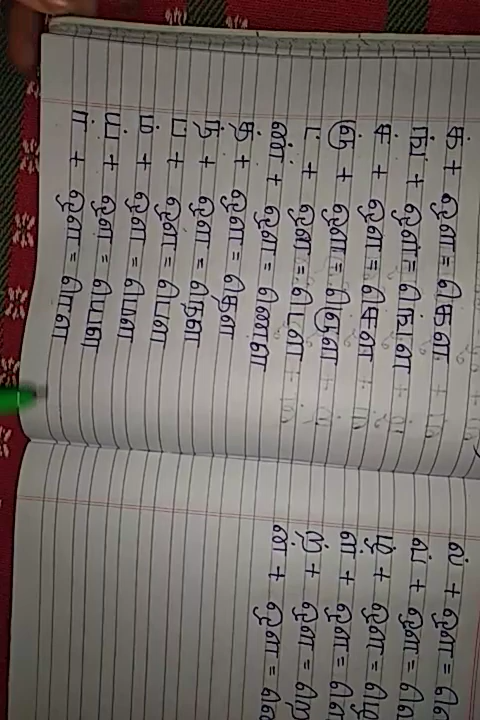 க் + ஔ = கௌ
ங் + ஔ = ஙௌ
ச் + ஔ = சௌ
ஞ் + ஔ = ஞௌ
ட் + ஔ = டௌ
ண் + ஔ = ணௌ
த் + ஔ = தௌ
ந் + ஔ = நௌ
ப் + ஔ = பௌ
ம் + ஔ = மௌ
ய் + ஔ = யௌ
ர் + ஔ = ரௌ
ல் + ஔ =
வ் + ஔ =
ழ் + ஔ =
ள் + ஔ =
ற் + ஔ =
ன் + ஔ =